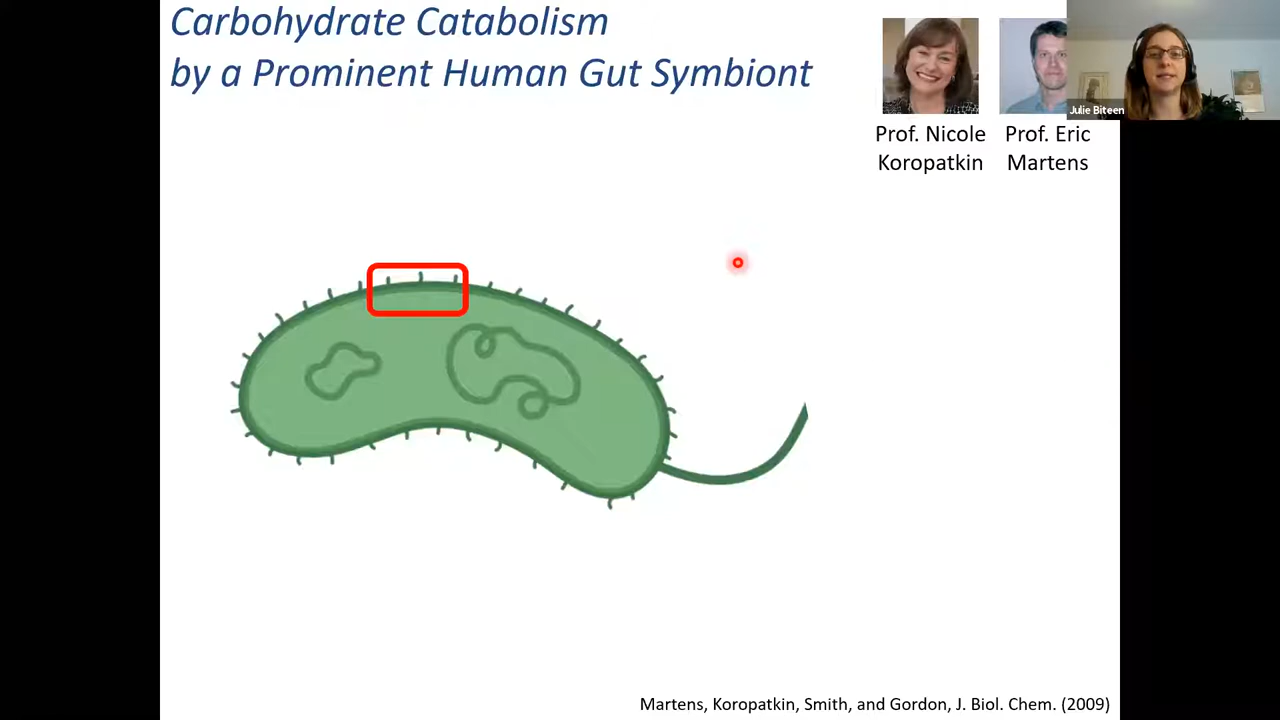 Carbohydrate Catabolism
by a Prominent Human Gut Symbiont
Julie Biteen
Prof. Nicole
Koropatkin
Prof. Eric
Martens
Martens, Koropatkin, Smith, and Gordon, J. Biol. Chem. (2009)